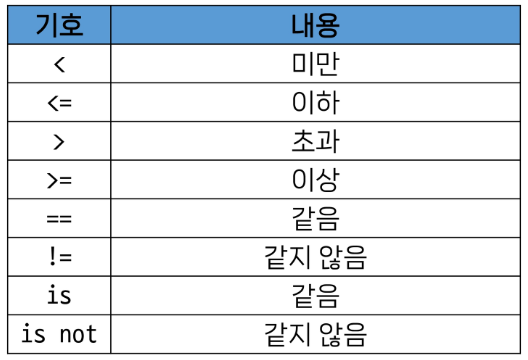 기호 내용
< 미만
<= 이하
> 초과
>= 이상
== 같음
!= 같지 않음
is 같음
is not 같지 않음